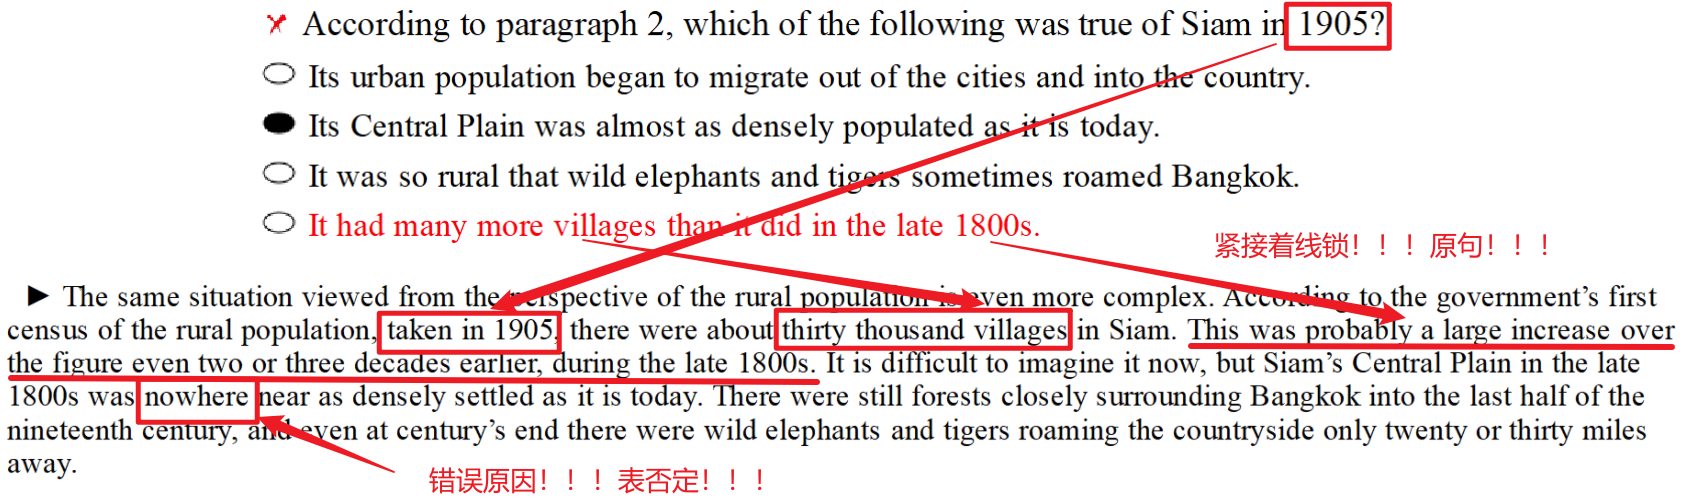 According to paragraph 2, which of the following was true of Siam in 1905?
Its urban population began to migrate out of the cities and into the country.
Its Central Plain was almost as densely populated as it is today.
It was so rural that wild elephants and tigers sometimes roamed Bangkok.
It had many more villages than it did in the late 1800s.
紧接着线锁！！！原句！！！
► The same situation viewed from the perspective of the rural population is even more complex. According to the government’s first
census of the rural population, taken in 1905, there were about thirty thousand villages in Siam. This was probably a large increase over
the figure even two or three decades earlier, during the late 1800s. It is difficult to imagine it now, but Siam’s Central Plain in the late
1800s was nowhere near as densely settled as it is today. There were still forests closely surrounding Bangkok into the last half of the
nineteenth century, and even at century’s end there were wild elephants and tigers roaming the countryside only twenty or thirty miles
away.
错误原因！！！表否定！！！